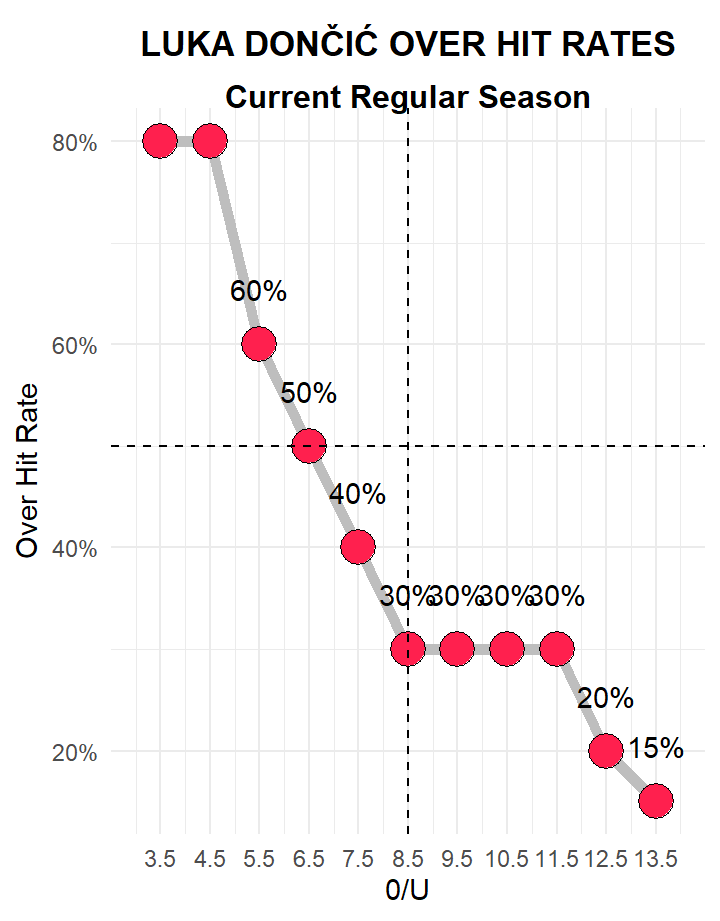 LUKA DONČIĆ OVER HIT RATES
Current Regular Season
80%
60%
60%
50%
Over Hit Rate
40%
40%
30%
30%
30%
30%
20%
20%
15%
3.5 4.5 5.5 6.5 7.5 8.5 9.5 10.5 11.5 12.5 13.5
0/U